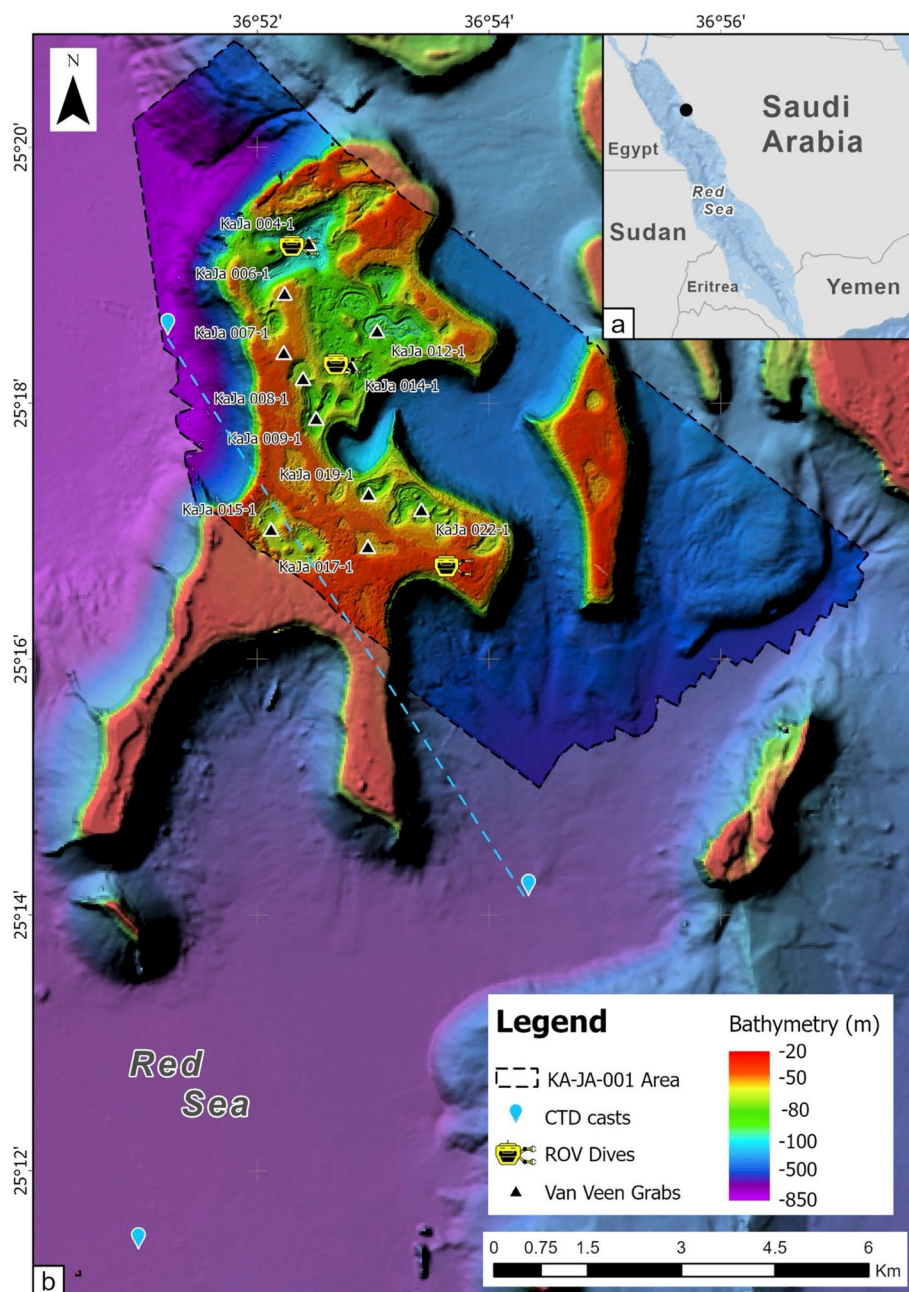 36°52'
36°54'
36°56'
N
25°20'
25°18'
25°16'
25°14'
25°12'
Saudi
Arabia
Egypt
Red
Sea
Sudan
Eritrea
Yemen
a
KaJa 004-1
KaJa 006-1
KaJa 007-1
KaJa 012-1
KaJa 014-1
KaJa 008-1
KaJa 009-1
KaJa 019-1
KaJa 015-1
KaJa 022-1
KaJa 017-1
Red
Sea
Legend
KA-JA-001 Area
CTD casts
ROV Dives
Van Veen Grabs
Bathymetry (m)
-20
-50
-80
-100
-500
-850
0 0.75 1.5 3 4.5 6
Km
b